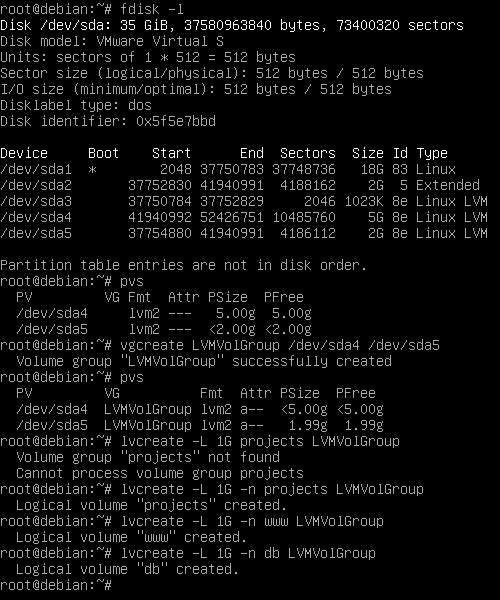 root@debian:~# fdisk -l
Disk /dev/sda: 35 GiB, 37580963840 bytes, 73400320 sectors
Disk model: VMware Virtual S
Units: sectors of 1 * 512 = 512 bytes
Sector size (logical/physical): 512 bytes / 512 bytes
I/O size (minimum/optimal): 512 bytes / 512 bytes
Disklabel type: dos
Disk identifier: 0x5f5e7bbd
Device     Boot    Start      End  Sectors  Size Id Type
/dev/sda1  *        2048 37750783 37748736   18G 83 Linux
/dev/sda2       37752830 41940991  4188162    2G  5 Extended
/dev/sda3       37750784 37752829     2046 1023K 8e Linux LVM
/dev/sda4       41940992 52426751 10485760    5G 8e Linux LVM
/dev/sda5       37754880 41940991  4186112    2G 8e Linux LVM
Partition table entries are not in disk order.
root@debian:~# pvs
  PV         VG Fmt  Attr PSize  PFree
  /dev/sda4     lvm2 ---   5.00g  5.00g
  /dev/sda5     lvm2 ---  <2.00g <2.00g
root@debian:~# vgcreate LVMVolGroup /dev/sda4 /dev/sda5
  Volume group "LVMVolGroup" successfully created
root@debian:~# pvs
  PV         VG          Fmt  Attr PSize  PFree
  /dev/sda4  LVMVolGroup lvm2 a--  <5.00g <5.00g
  /dev/sda5  LVMVolGroup lvm2 a--   1.99g  1.99g
root@debian:~# lvcreate -L 1G projects LVMVolGroup
  Volume group "projects" not found
  Cannot process volume group projects
root@debian:~# lvcreate -L 1G -n projects LVMVolGroup
  Logical volume "projects" created.
root@debian:~# lvcreate -L 1G -n www LVMVolGroup
  Logical volume "www" created.
root@debian:~# lvcreate -L 1G -n db LVMVolGroup
  Logical volume "db" created.
root@debian:~#